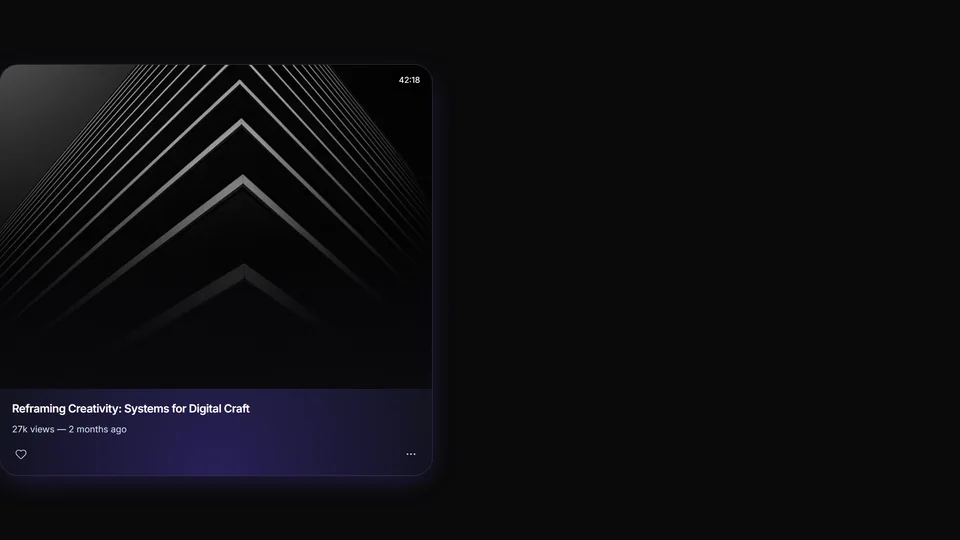 42:18
Reframing Creativity: Systems for Digital Craft
27k views — 2 months ago